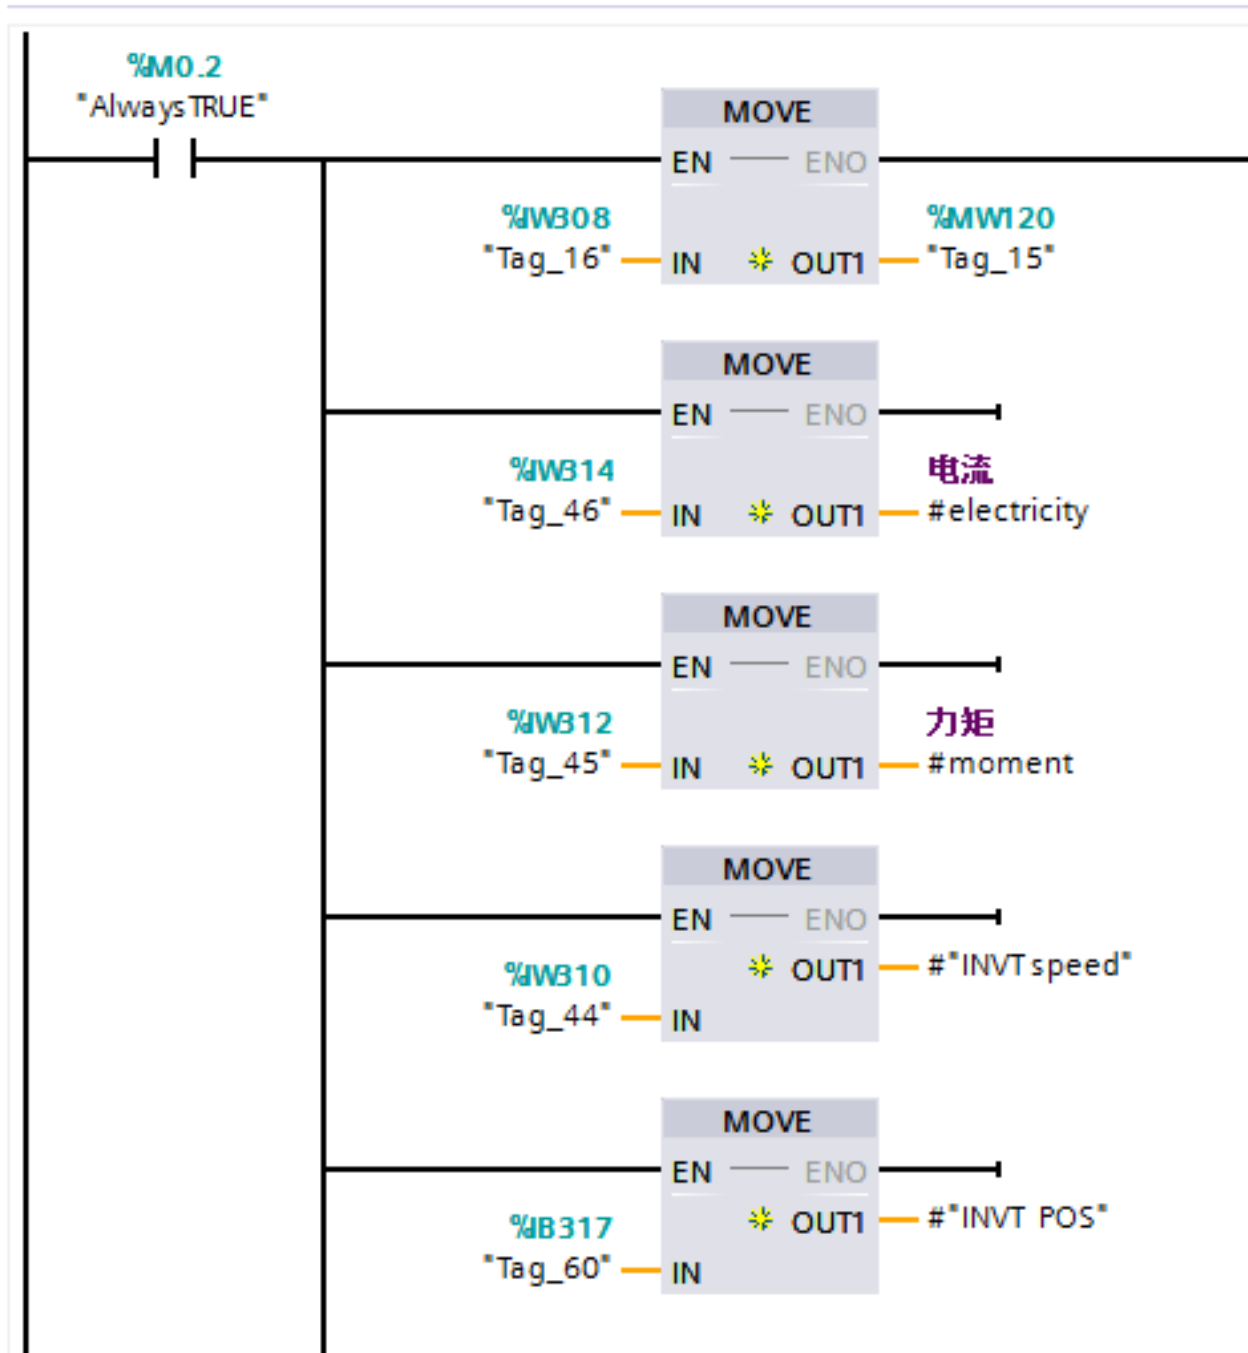 %M0.2
"AlwaysTRUE"
MOVE
EN ENO
%IW308 %MW120
"Tag_16" IN OUT1 "Tag_15"
MOVE
EN ENO
%IW314 电流
"Tag_46" IN OUT1 #electricity
MOVE
EN ENO
%IW312 力矩
"Tag_45" IN OUT1 #moment
MOVE
EN ENO
OUT1 #"INVT speed"
%IW310
"Tag_44" IN
MOVE
EN ENO
OUT1 #"INVT POS"
%IB317
"Tag_60" IN